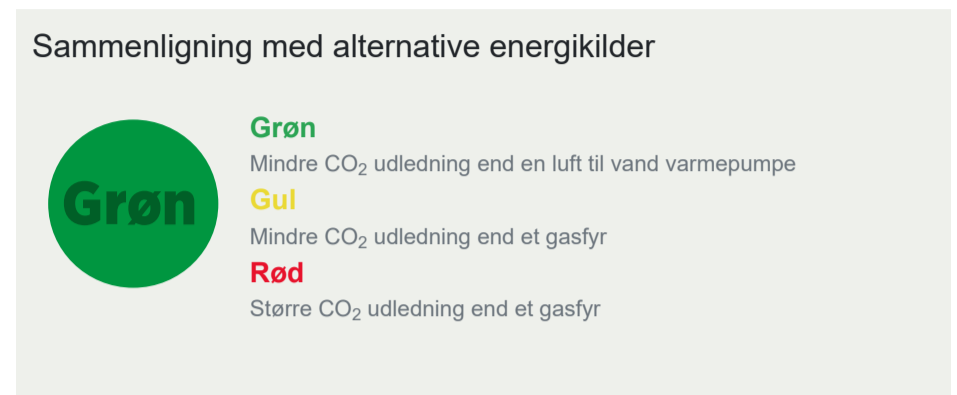 Sammenligning med alternative energikilder
Grøn
Grøn
Mindre CO₂ udledning end en luft til vand varmepumpe
Gul
Mindre CO₂ udledning end et gasfyr
Rød
Større CO₂ udledning end et gasfyr